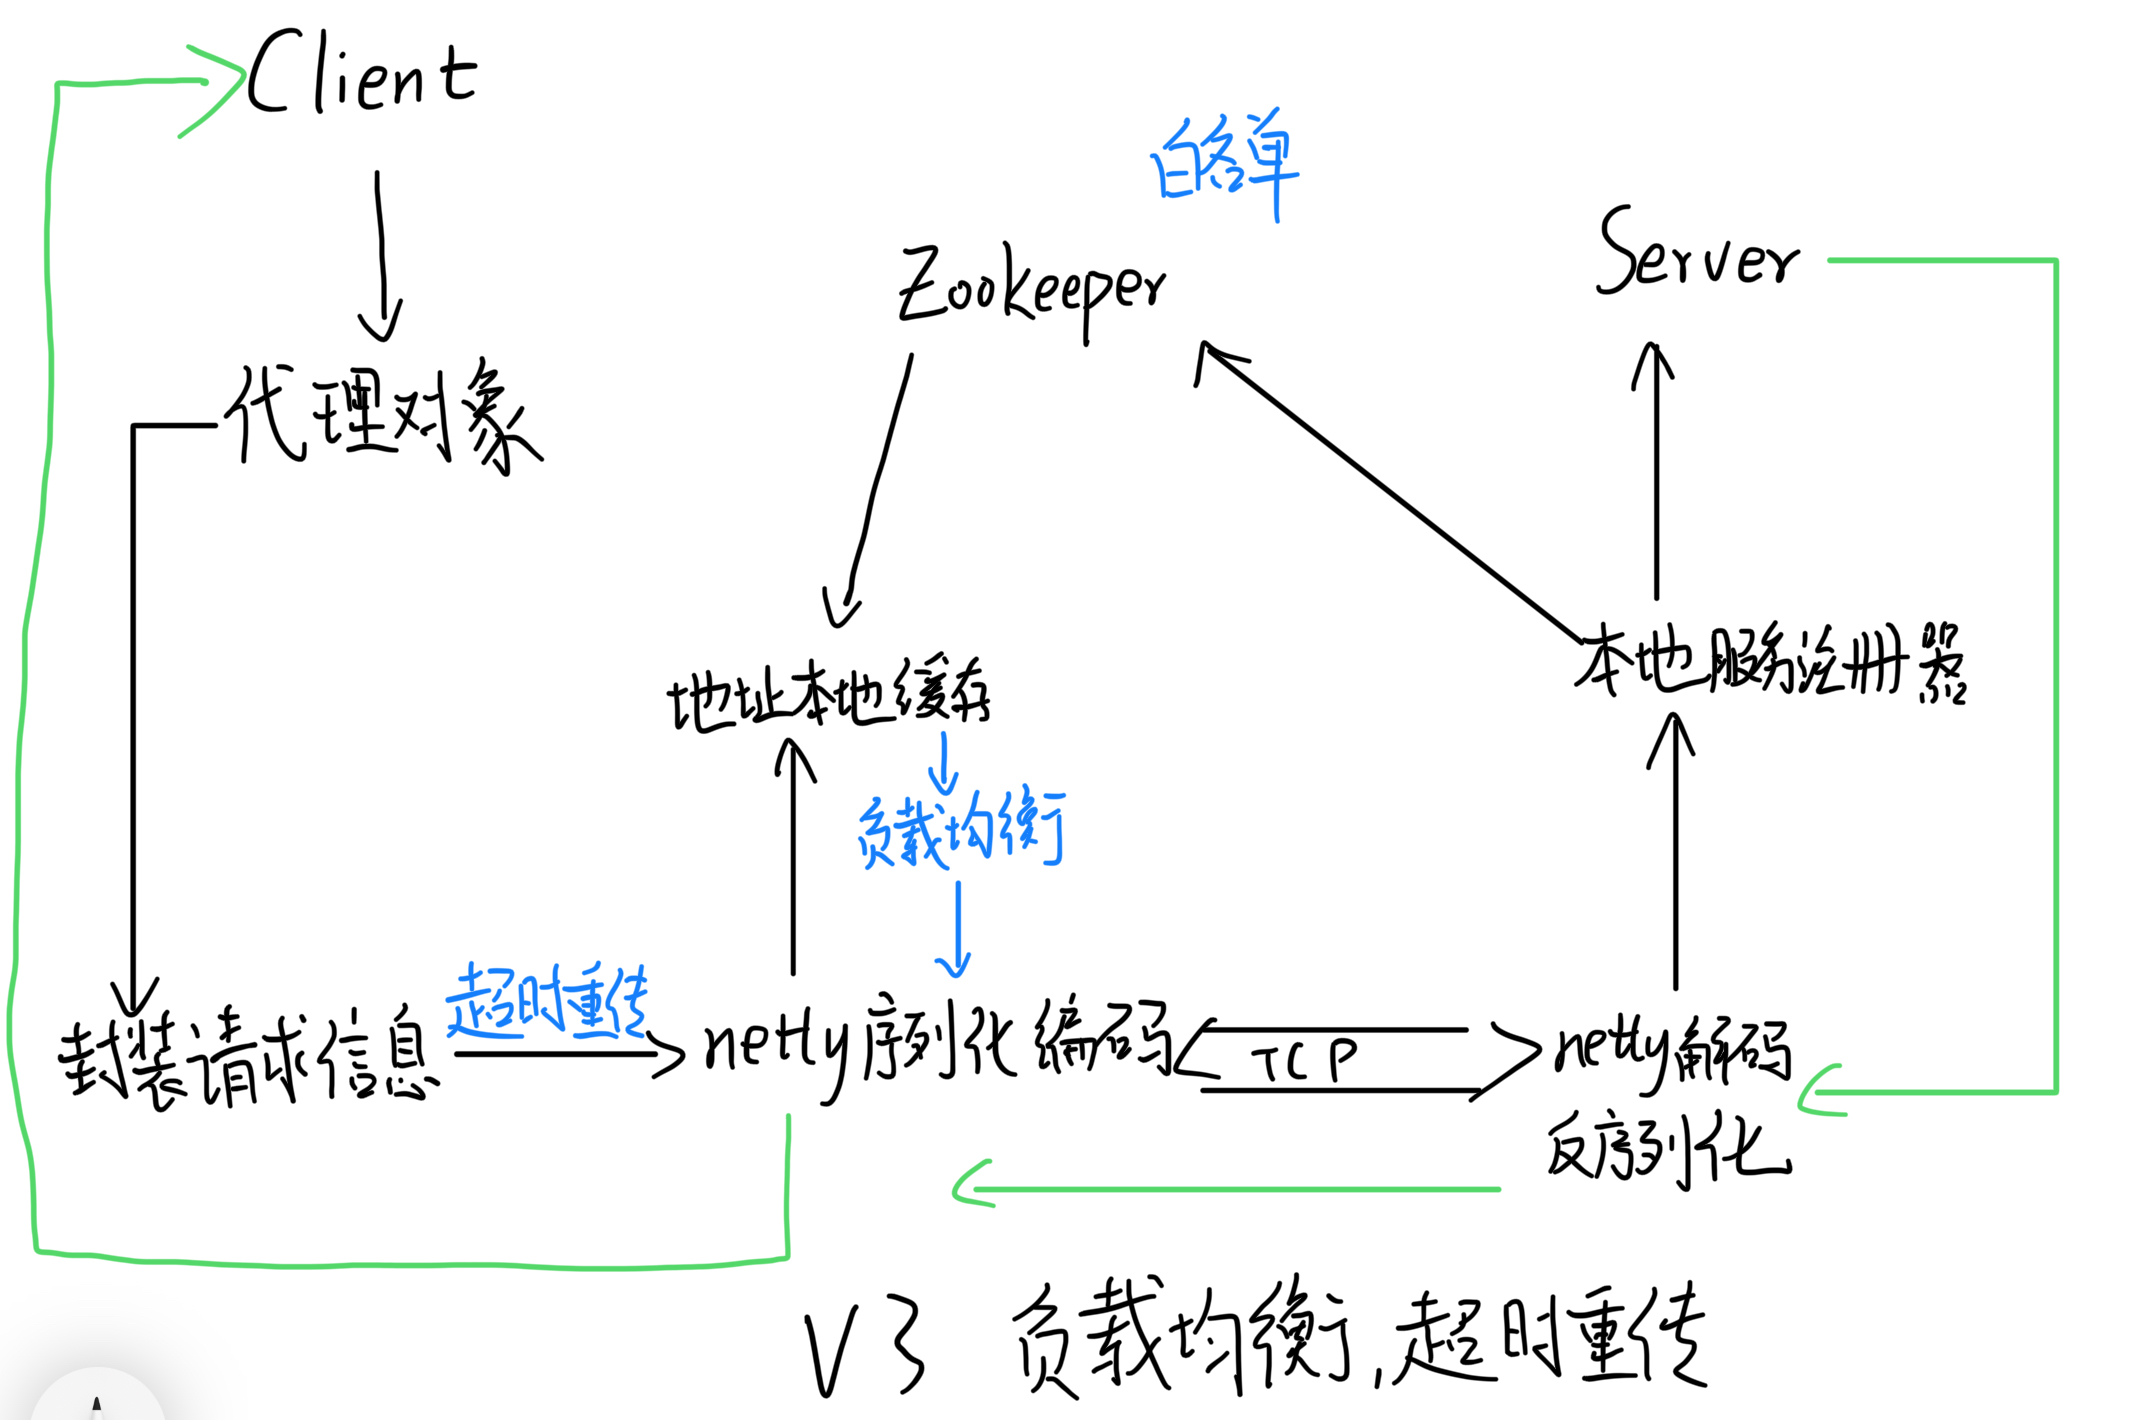 Client
白名单
Server
Zookeeper
代理对象
本地服务注册器
地址本地缓存
负载均衡
超时重传
封装请求信息
netty序列化编码
TCP
netty解码
反序列化
V3 负载均衡,超时重传